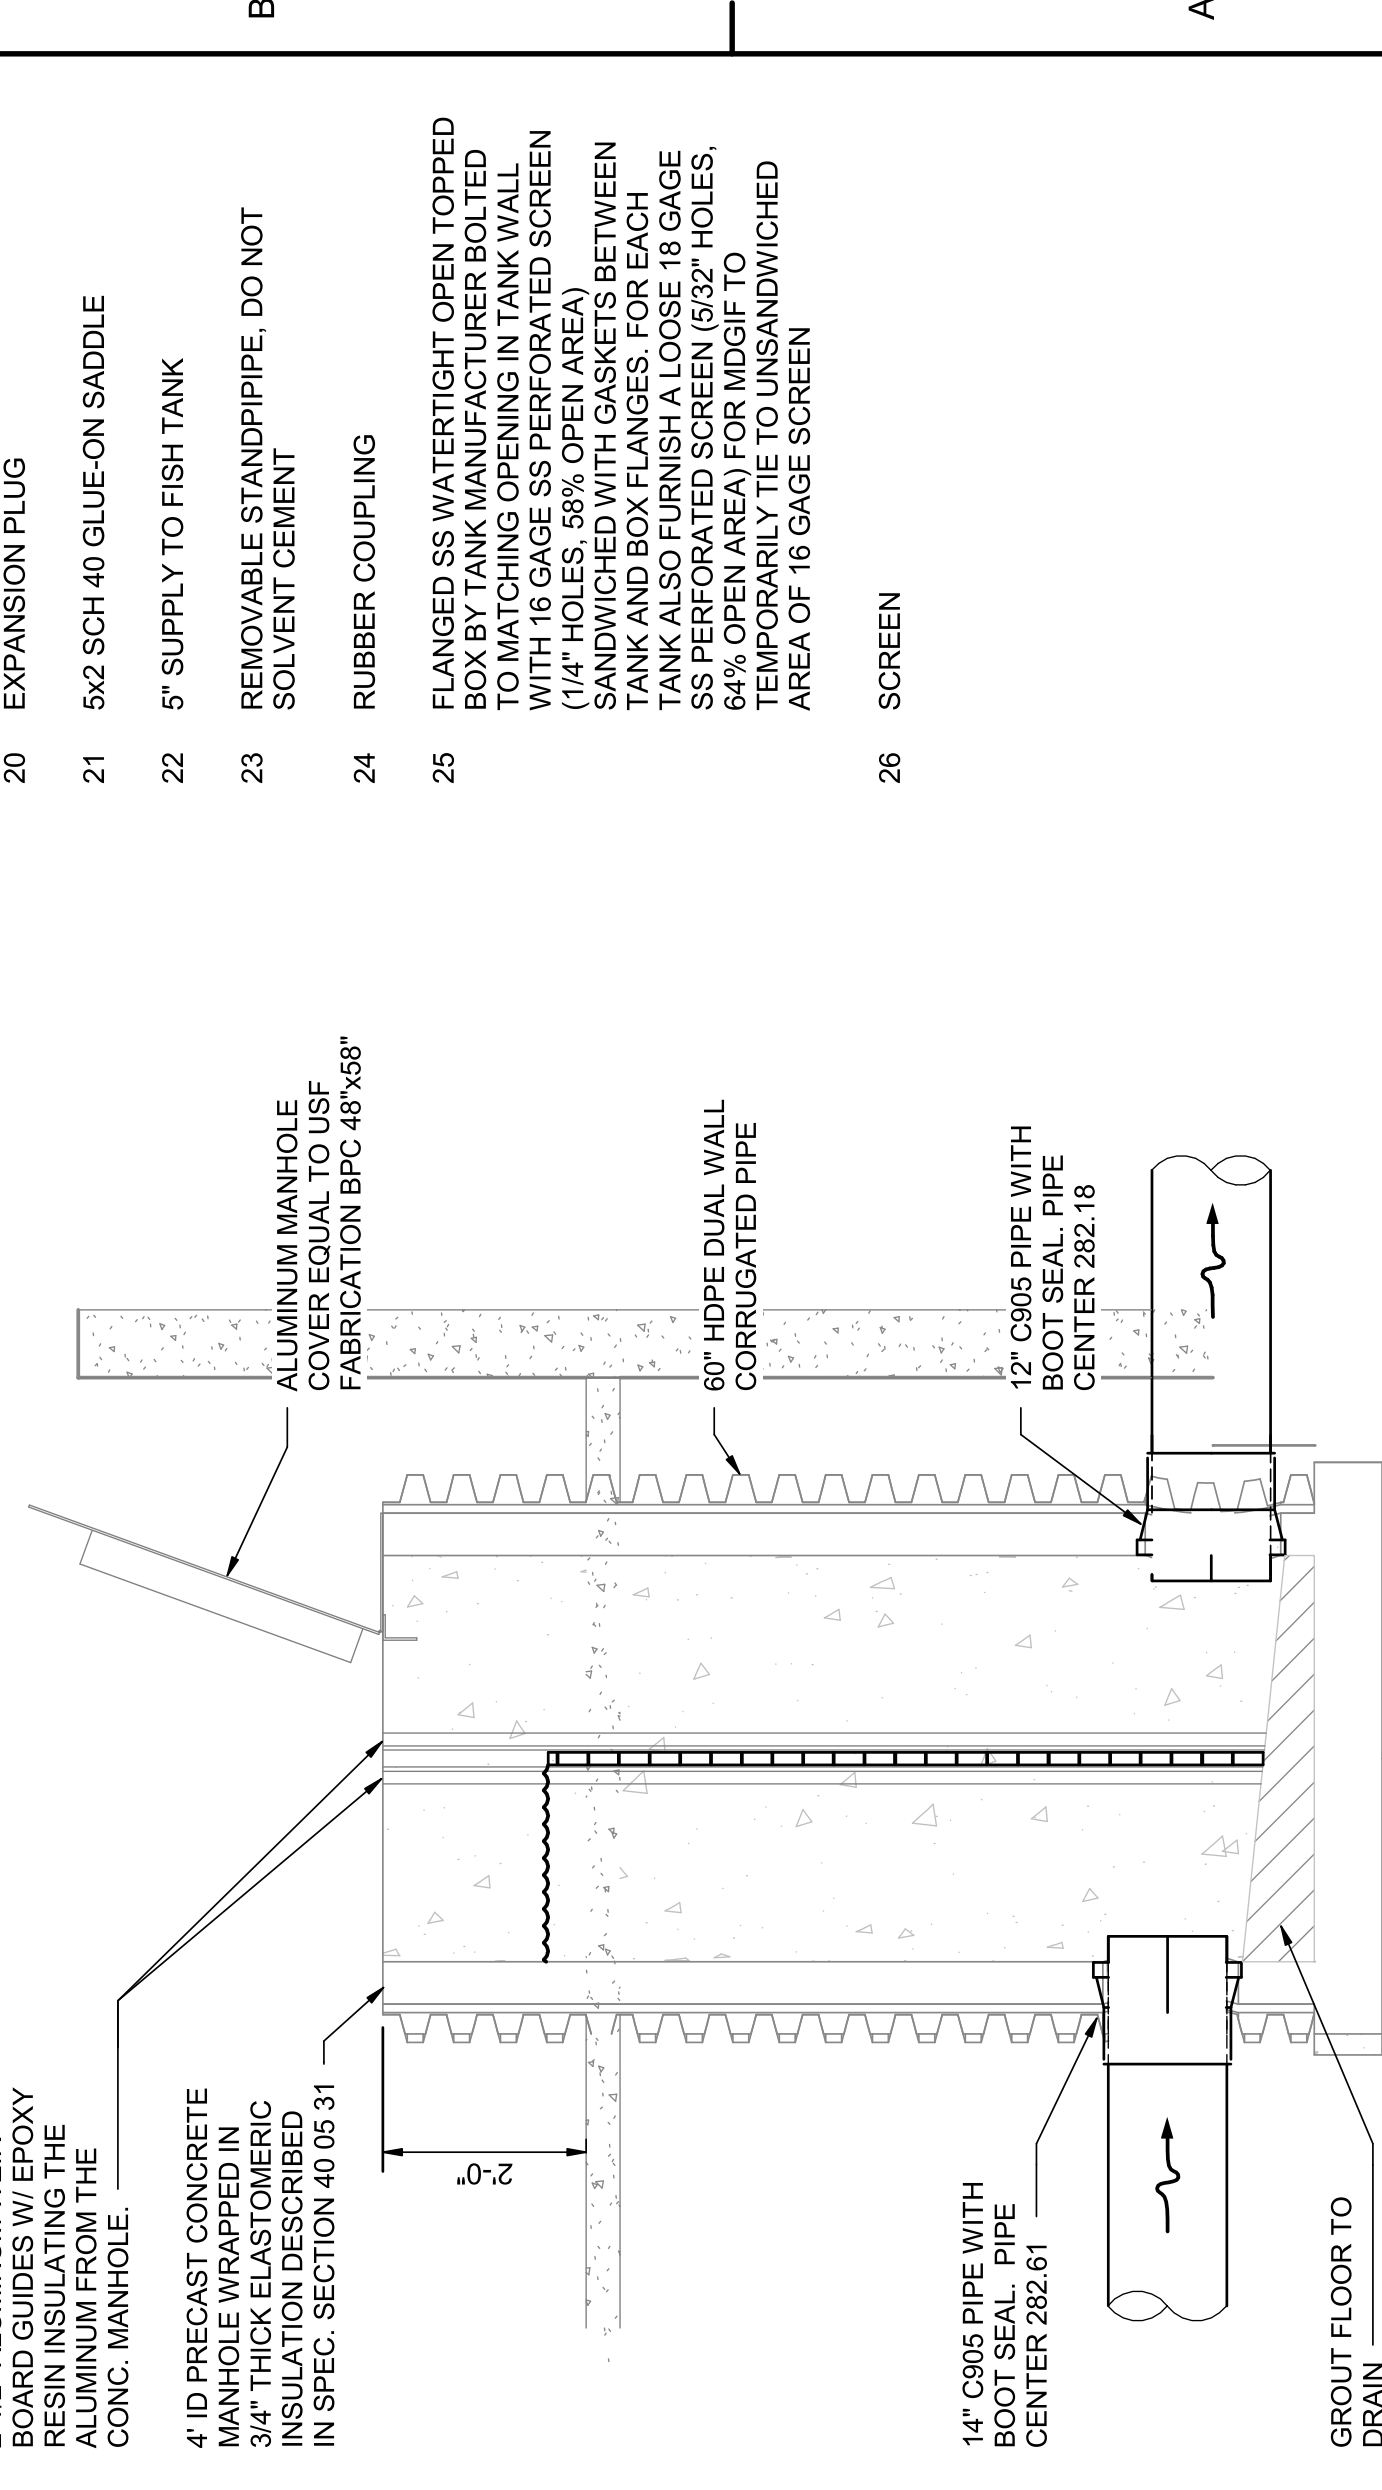 BOARD GUIDES W/ EPOXY
RESIN INSULATING THE
ALUMINUM FROM THE
CONC. MANHOLE.
4' ID PRECAST CONCRETE
MANHOLE WRAPPED IN
3/4" THICK ELASTOMERIC
INSULATION DESCRIBED
IN SPEC. SECTION 40 05 31
2'-0"
14" C905 PIPE WITH
BOOT SEAL. PIPE
CENTER 282.61
GROUT FLOOR TO
DRAIN
ALUMINUM MANHOLE
COVER EQUAL TO USF
FABRICATION BPC 48"x58"
60" HDPE DUAL WALL
CORRUGATED PIPE
12" C905 PIPE WITH
BOOT SEAL. PIPE
CENTER 282.18
20 EXPANSION PLUG
21 5x2 SCH 40 GLUE-ON SADDLE
22 5" SUPPLY TO FISH TANK
23 REMOVABLE STANDPIPIPE, DO NOT
SOLVENT CEMENT
24 RUBBER COUPLING
25 FLANGED SS WATERTIGHT OPEN TOPPED
BOX BY TANK MANUFACTURER BOLTED
TO MATCHING OPENING IN TANK WALL
WITH 16 GAGE SS PERFORATED SCREEN
(1/4" HOLES, 58% OPEN AREA)
SANDWICHED WITH GASKETS BETWEEN
TANK AND BOX FLANGES. FOR EACH
TANK ALSO FURNISH A LOOSE 18 GAGE
SS PERFORATED SCREEN (5/32" HOLES,
64% OPEN AREA) FOR MDGIF TO
TEMPORARILY TIE TO UNSANDWICHED
AREA OF 16 GAGE SCREEN
26 SCREEN
B
A